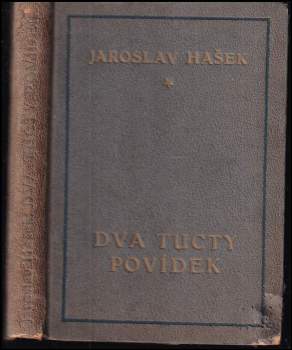 JAROSLAV HAŠEK
DVA TUCTY
POVÍDEK